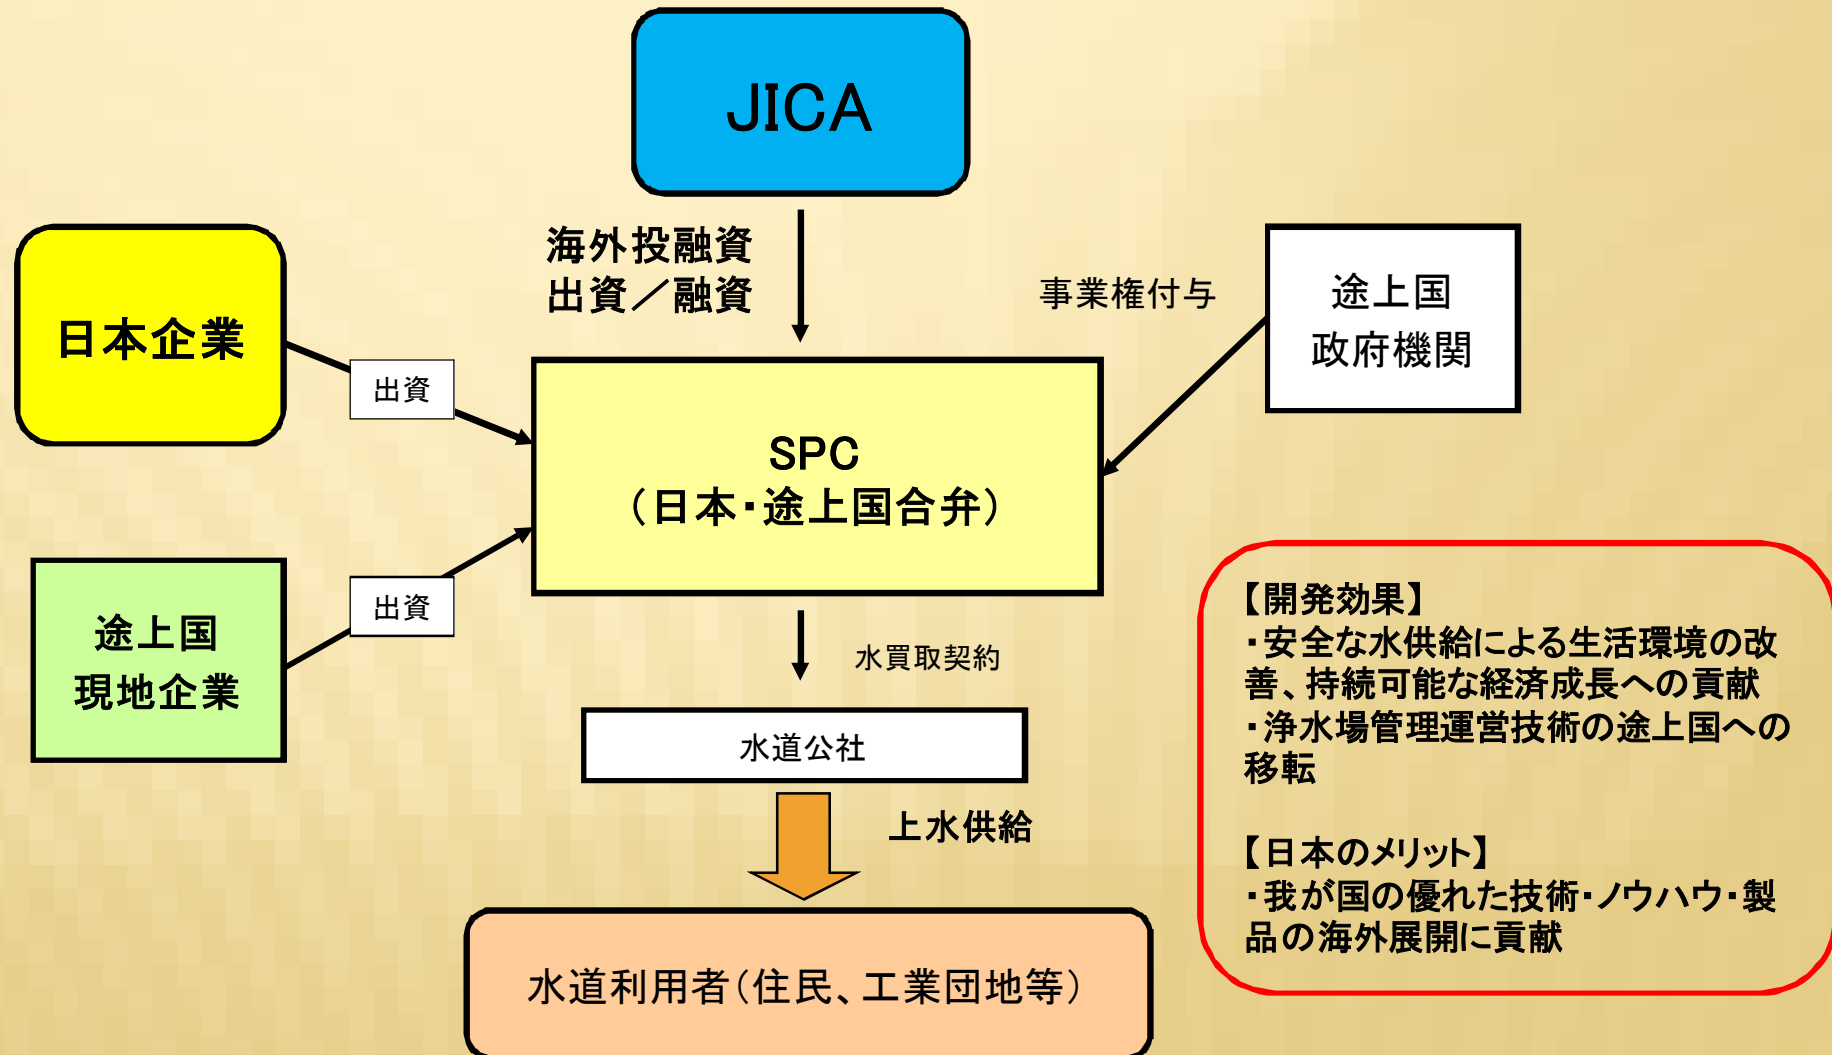 JICA
海外投融資
出資／融資
日本企業
事業権付与
途上国
政府機関
出資
SPC
（日本・途上国合弁）
出資
途上国
現地企業
水買取契約
水道公社
上水供給
水道利用者（住民、工業団地等）
【開発効果】
・安全な水供給による生活環境の改
善、持続可能な経済成長への貢献
・浄水場管理運営技術の途上国への
移転
【日本のメリット】
・我が国の優れた技術・ノウハウ・製
品の海外展開に貢献